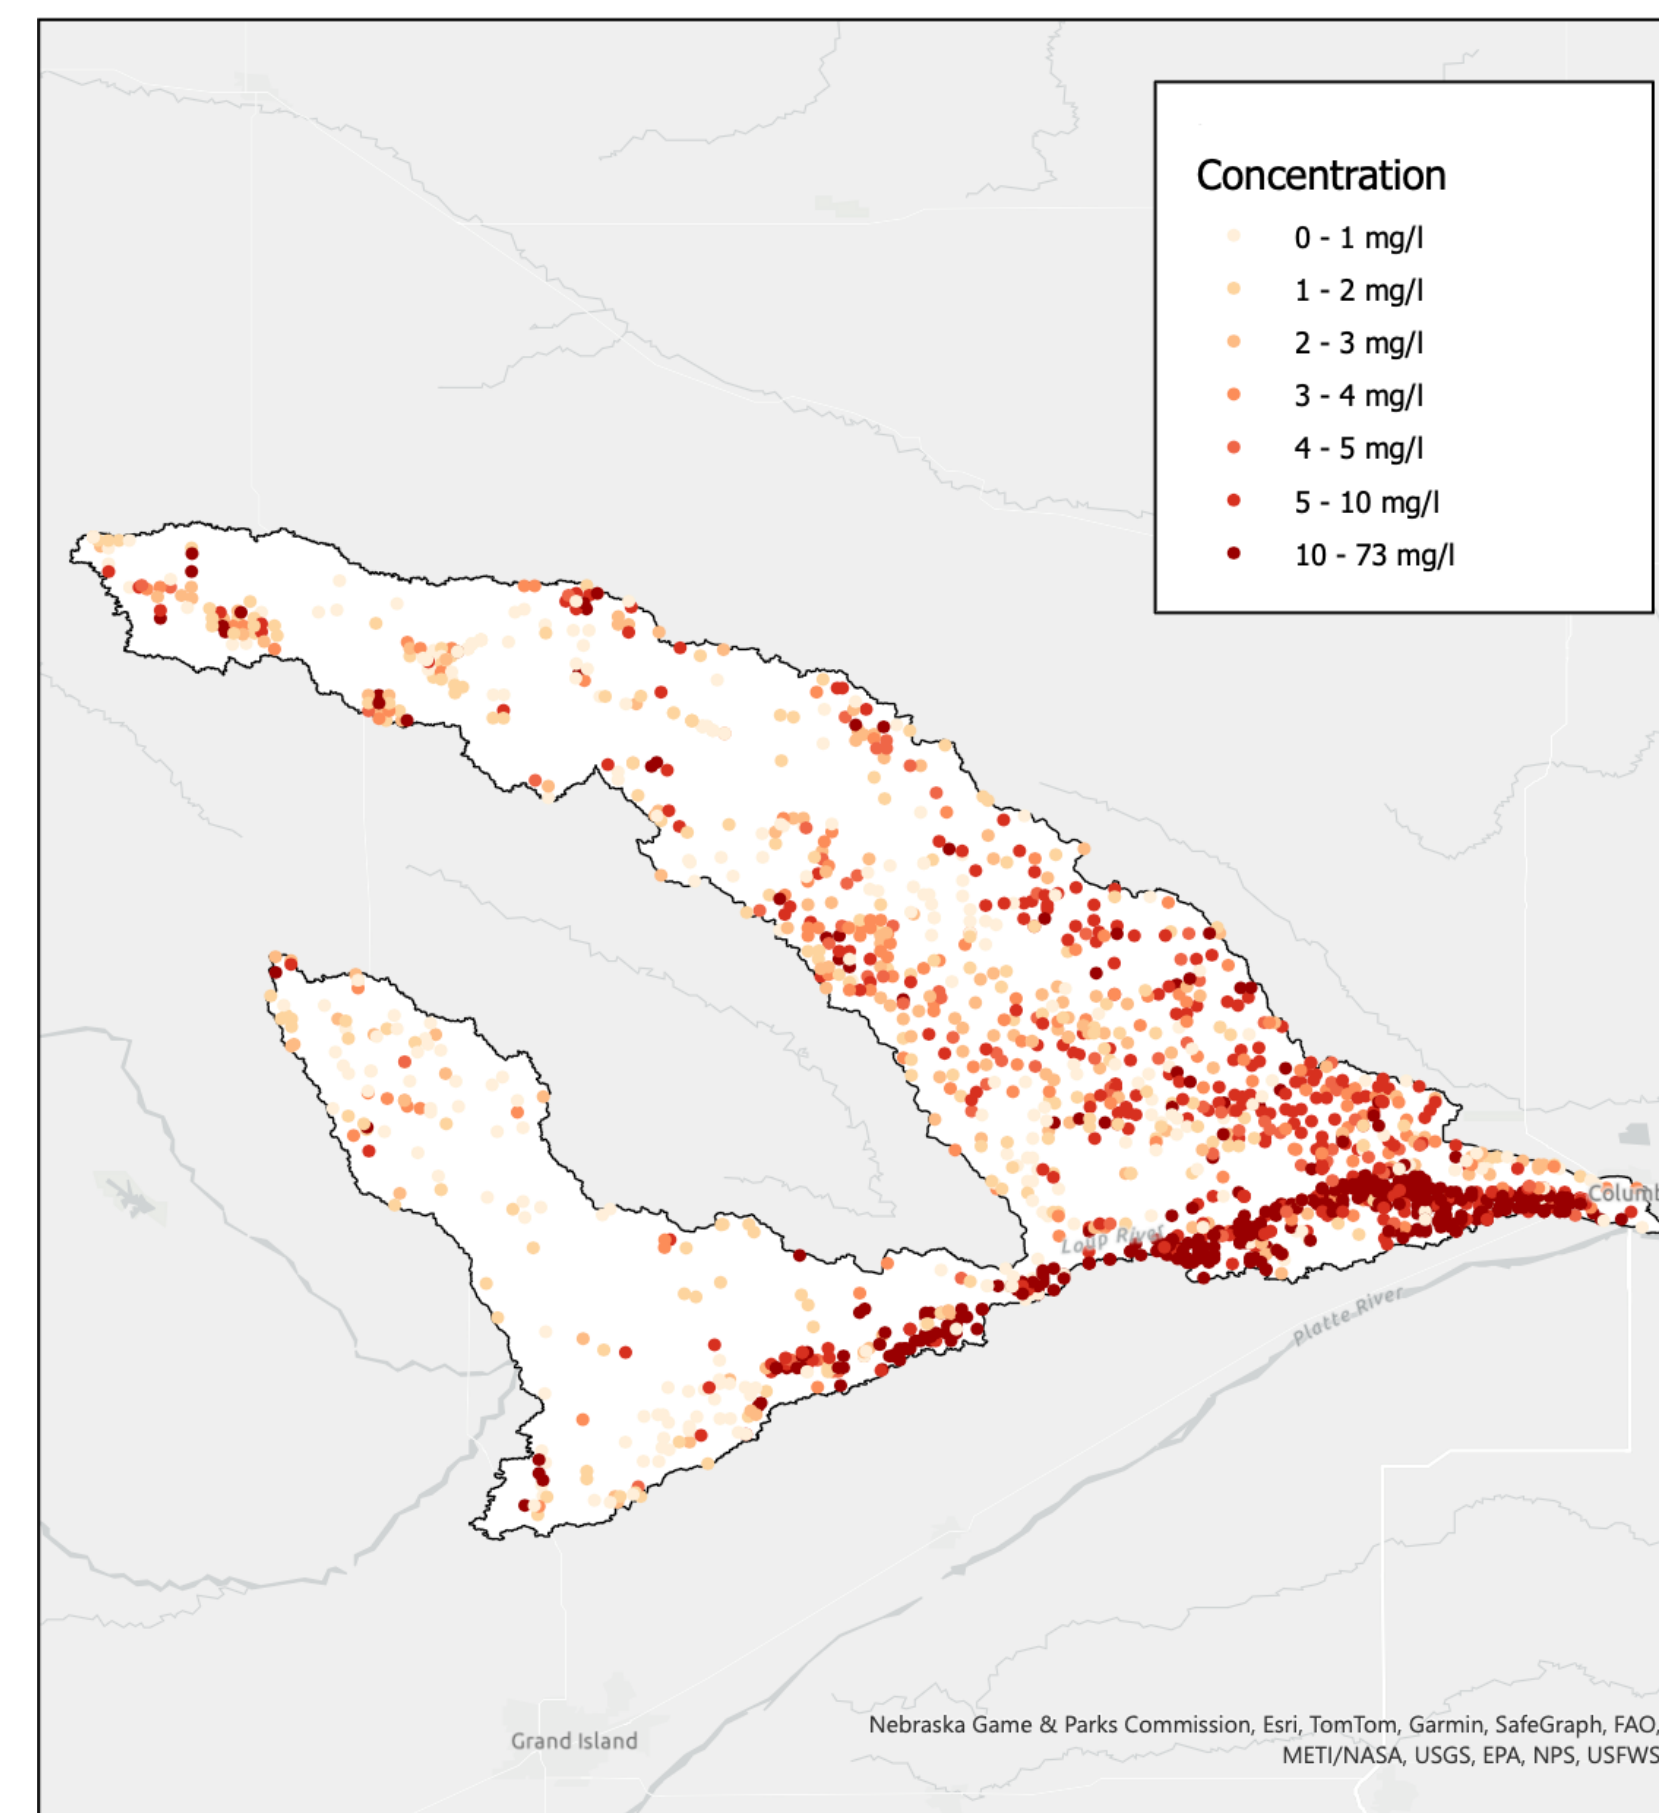 Concentration
0 - 1 mg/l
1 - 2 mg/l
2 - 3 mg/l
3 - 4 mg/l
4 - 5 mg/l
5 - 10 mg/l
10 - 73 mg/l
Columb
Loup River
Platte River
Grand Island
Nebraska Game & Parks Commission, Esri, TomTom, Garmin, SafeGraph, FAO,
METI/NASA, USGS, EPA, NPS, USFWS